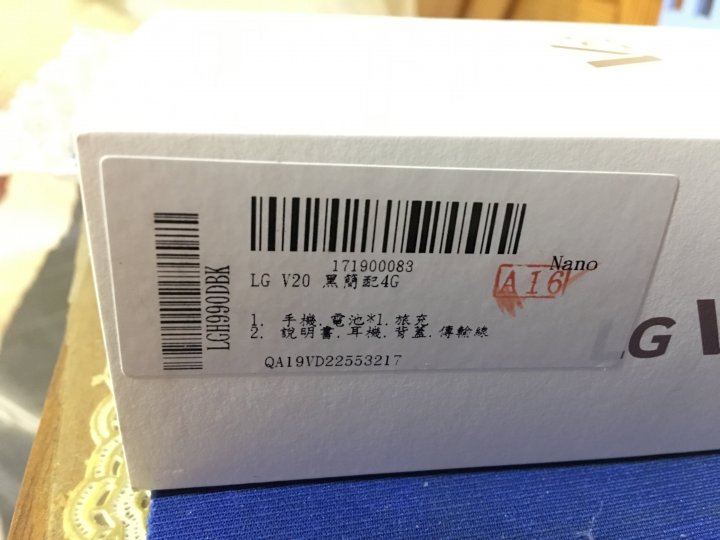 171900083
Nano
LG V20 黑簡配4G
A16
1. 手機.電池*1.旅充
2. 說明書.耳機.背蓋.傳輸線
QA19VD22553217
LGH990DBK
LG V